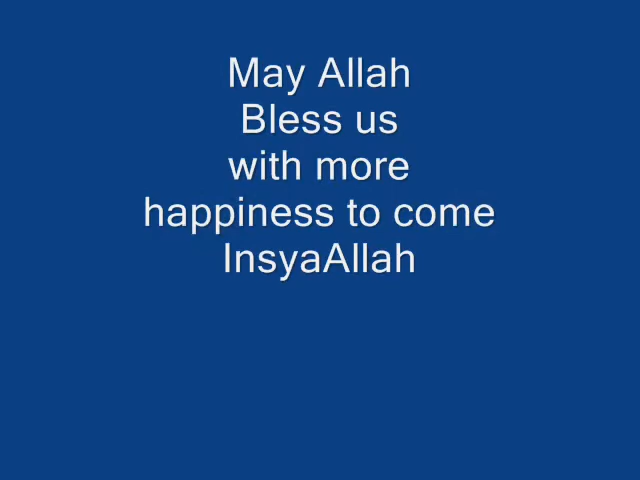 May Allah
Bless us
with more
happiness to come
InsyaAllah